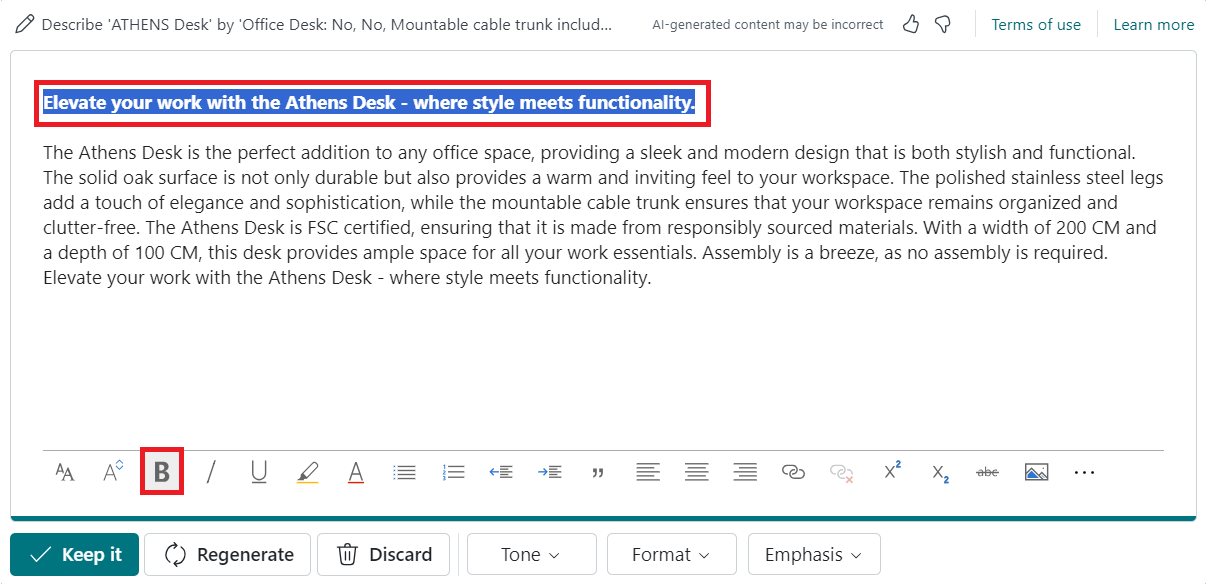 Describe 'ATHENS Desk' by 'Office Desk: No, No, Mountable cable trunk includ...
AI-generated content may be incorrect
Terms of use
Learn more
Elevate your work with the Athens Desk - where style meets functionality.
The Athens Desk is the perfect addition to any office space, providing a sleek and modern design that is both stylish and functional.
The solid oak surface is not only durable but also provides a warm and inviting feel to your workspace. The polished stainless steel legs
add a touch of elegance and sophistication, while the mountable cable trunk ensures that your workspace remains organized and
clutter-free. The Athens Desk is FSC certified, ensuring that it is made from responsibly sourced materials. With a width of 200 CM and
a depth of 100 CM, this desk provides ample space for all your work essentials. Assembly is a breeze, as no assembly is required.
Elevate your work with the Athens Desk - where style meets functionality.
AA A B I U A 1 2 3 " X2 X2 abc ...
Keep it
Regenerate
Discard
Tone
Format
Emphasis